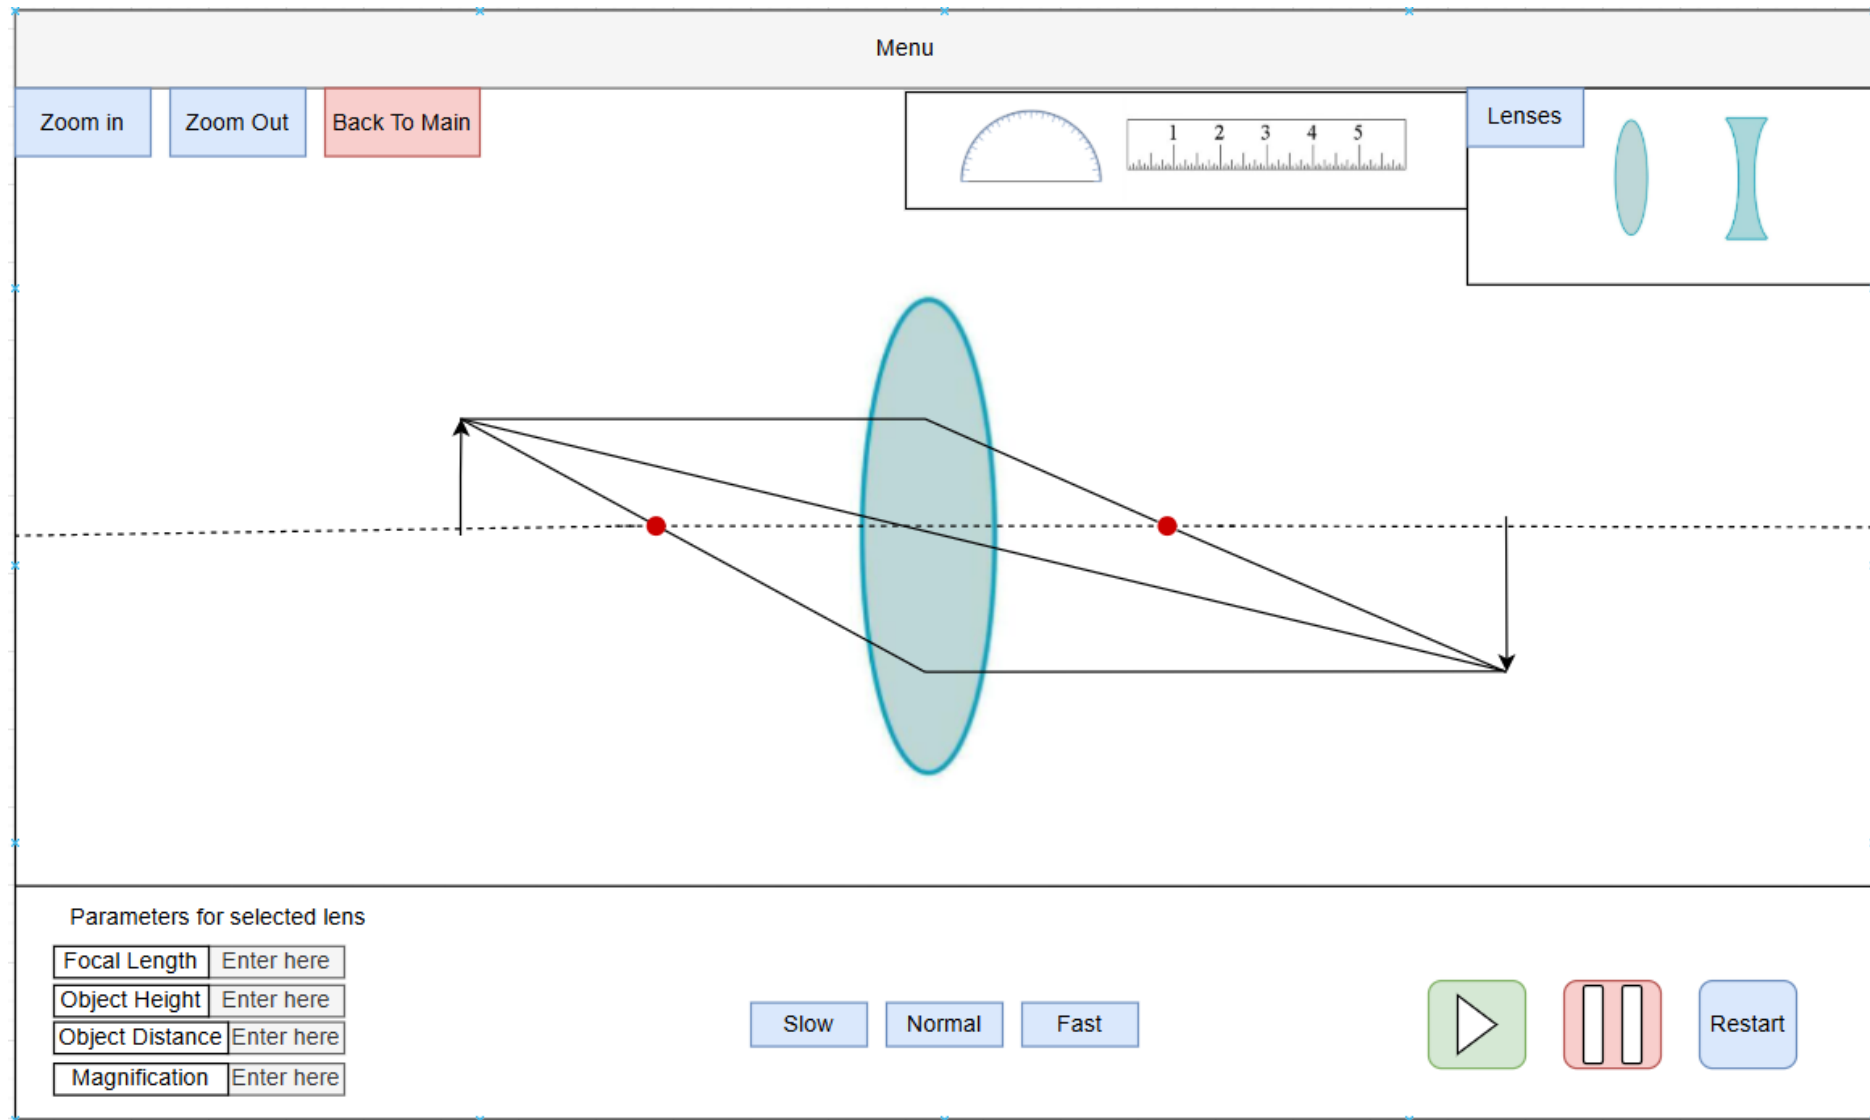 Menu
Zoom in
Zoom Out
Back To Main
1 2 3 4 5
Lenses
Parameters for selected lens
Focal Length Enter here
Object Height Enter here
Object Distance Enter here
Magnification Enter here
Slow
Normal
Fast
Restart